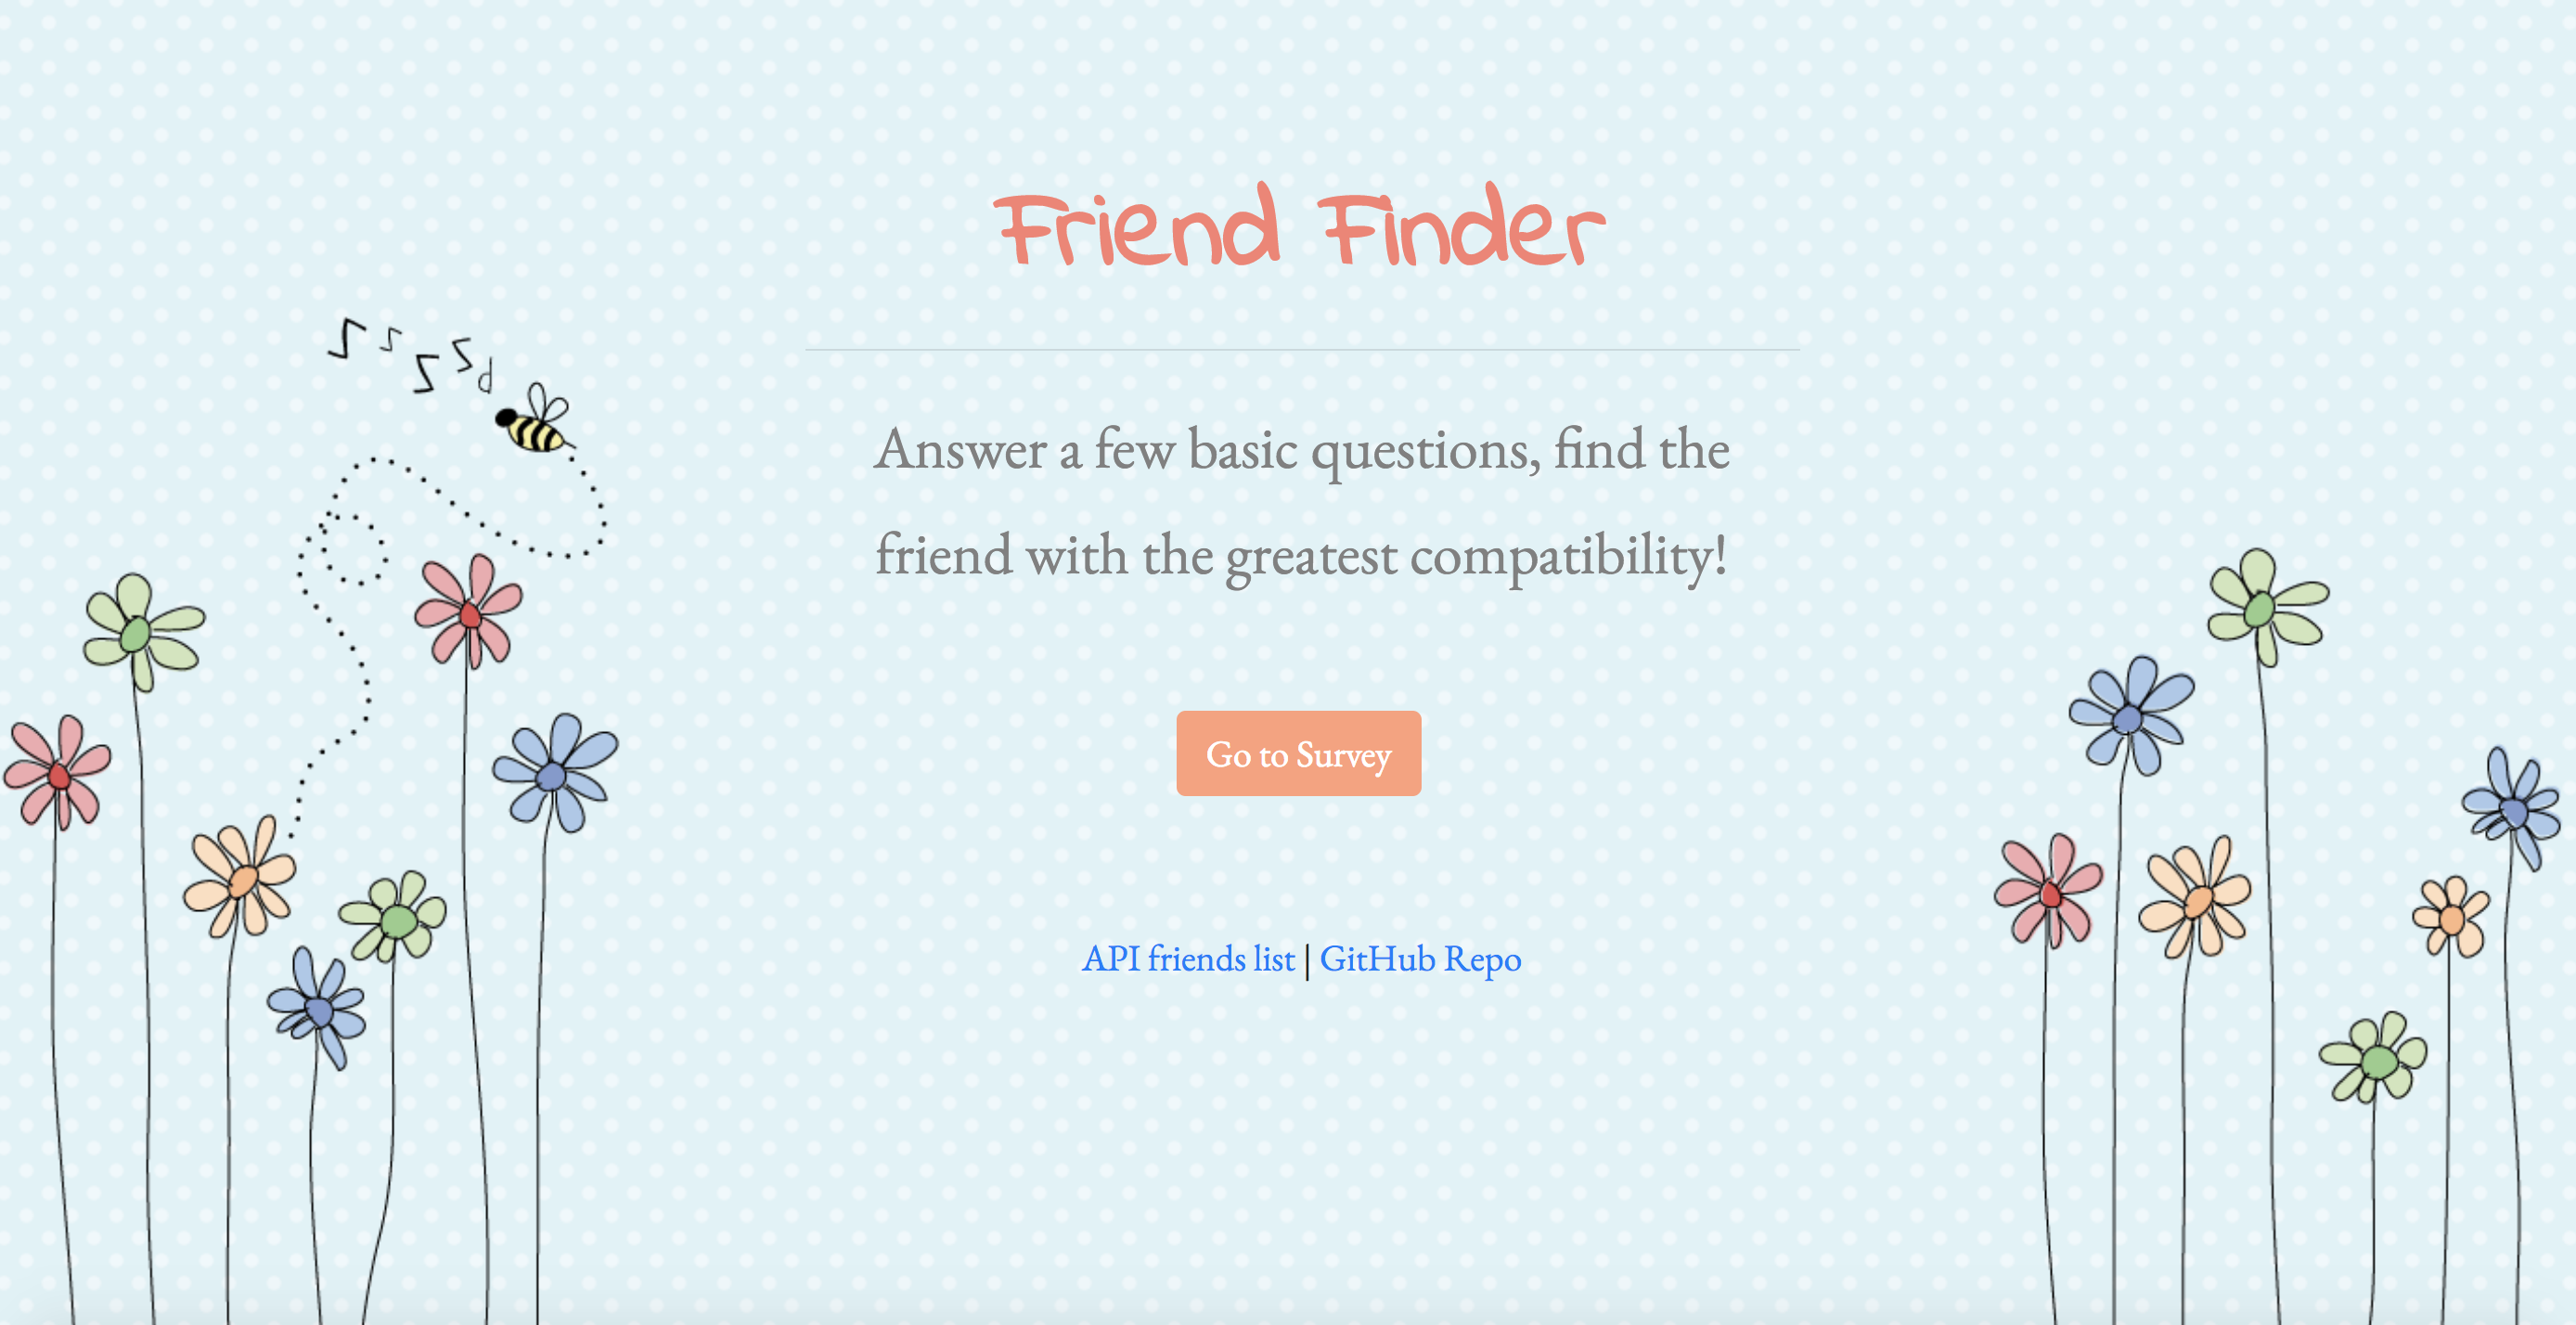 Friend Finder
Answer a few basic questions, find the
friend with the greatest compatibility!
Go to Survey
API friends list | GitHub Repo